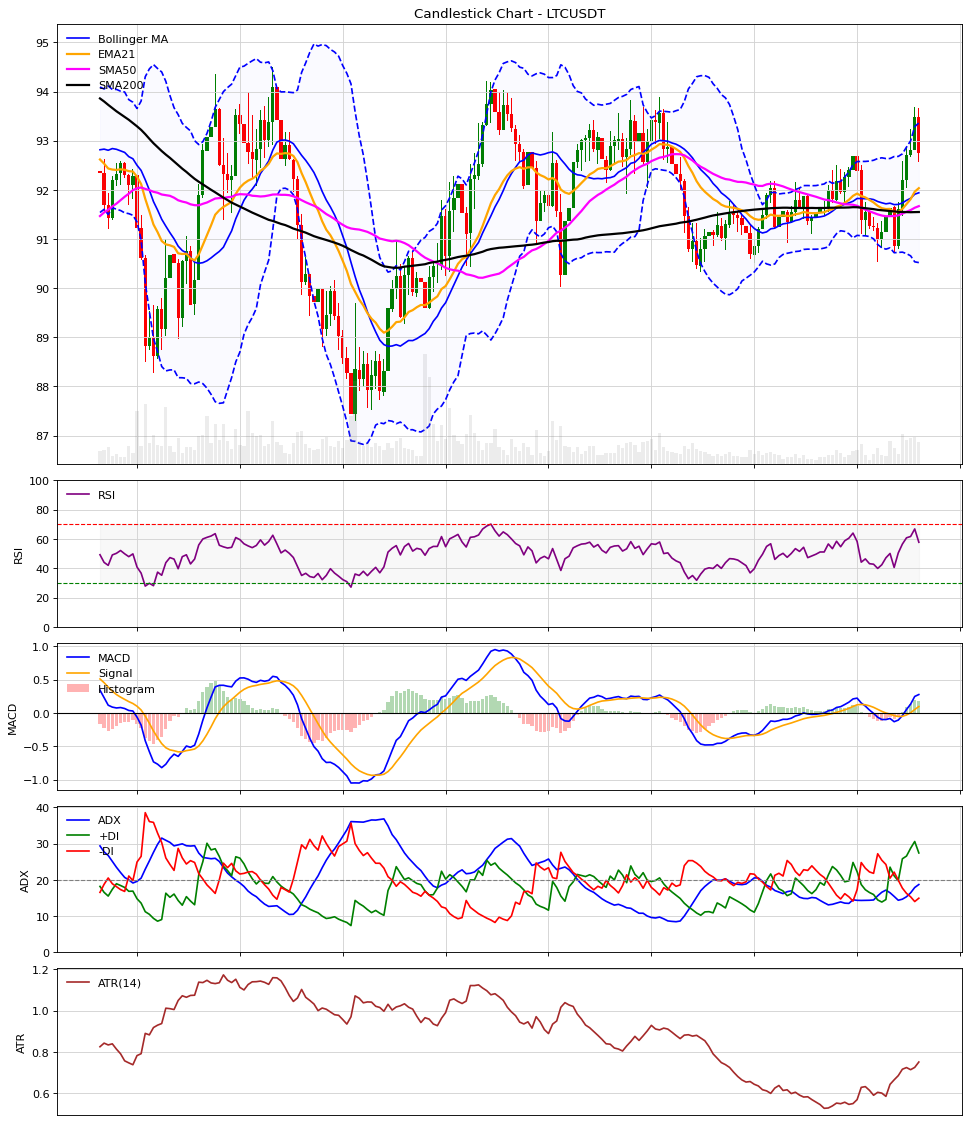 Candlestick Chart - LTCUSDT
Bollinger MA
EMA21
SMA50
SMA200
95
94
93
92
91
90
89
88
87
RSI
RSI
100
80
60
40
20
0
MACD
Signal
Histogram
MACD
1.0
0.5
0.0
−0.5
−1.0
ADX
+DI
-DI
ADX
40
30
20
10
0
ATR(14)
ATR
1.2
1.0
0.8
0.6